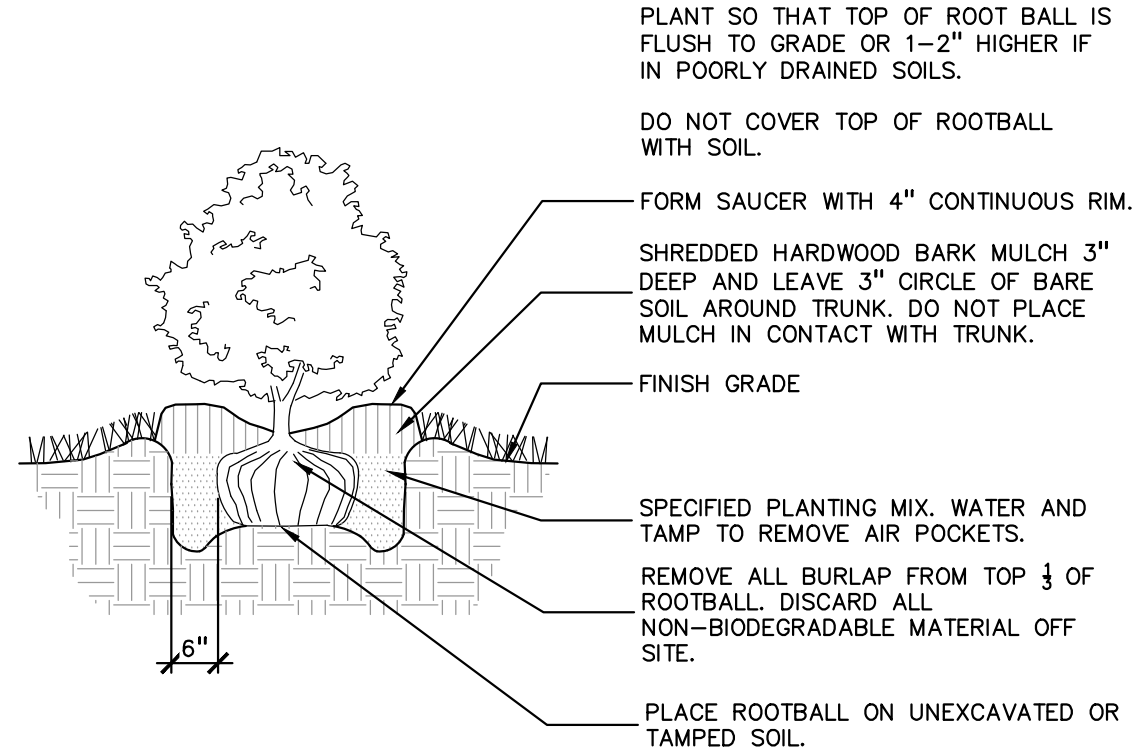 PLANT SO THAT TOP OF ROOT BALL IS
FLUSH TO GRADE OR 1-2" HIGHER IF
IN POORLY DRAINED SOILS.
DO NOT COVER TOP OF ROOTBALL
WITH SOIL.
FORM SAUCER WITH 4" CONTINUOUS RIM.
SHREDDED HARDWOOD BARK MULCH 3"
DEEP AND LEAVE 3" CIRCLE OF BARE
SOIL AROUND TRUNK. DO NOT PLACE
MULCH IN CONTACT WITH TRUNK.
FINISH GRADE
SPECIFIED PLANTING MIX. WATER AND
TAMP TO REMOVE AIR POCKETS.
REMOVE ALL BURLAP FROM TOP 1/3 OF
ROOTBALL. DISCARD ALL
NON-BIODEGRADABLE MATERIAL OFF
SITE.
6"
PLACE ROOTBALL ON UNEXCAVATED OR
TAMPED SOIL.